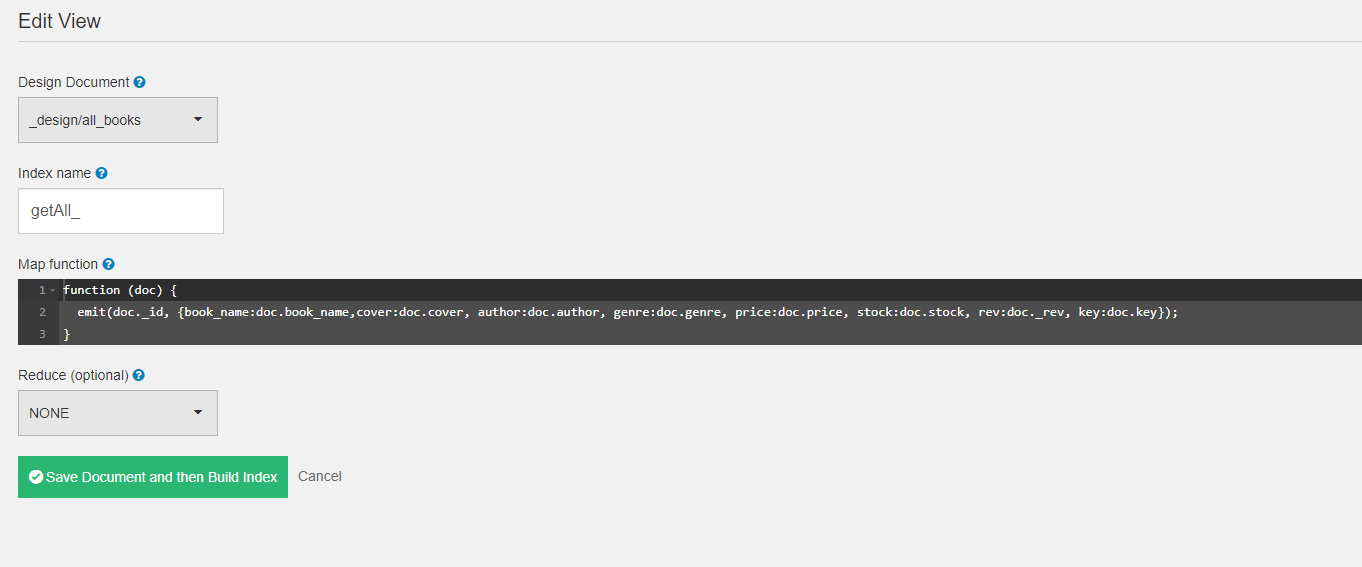 Edit View
Design Document ?
_design/all_books
Index name ?
getAll_
Map function ?
1 function (doc) {
2 emit(doc._id, {book_name:doc.book_name,cover:doc.cover, author:doc.author, genre:doc.genre, price:doc.price, stock:doc.stock, rev:doc._rev, key:doc.key});
3 }
Reduce (optional) ?
NONE
Save Document and then Build Index Cancel